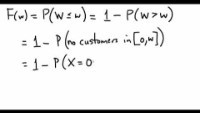 F(w) = P(W ≤ w) = 1 - P(W > w)
= 1 - P(no customers in [0,w])
= 1 - P(X = 0